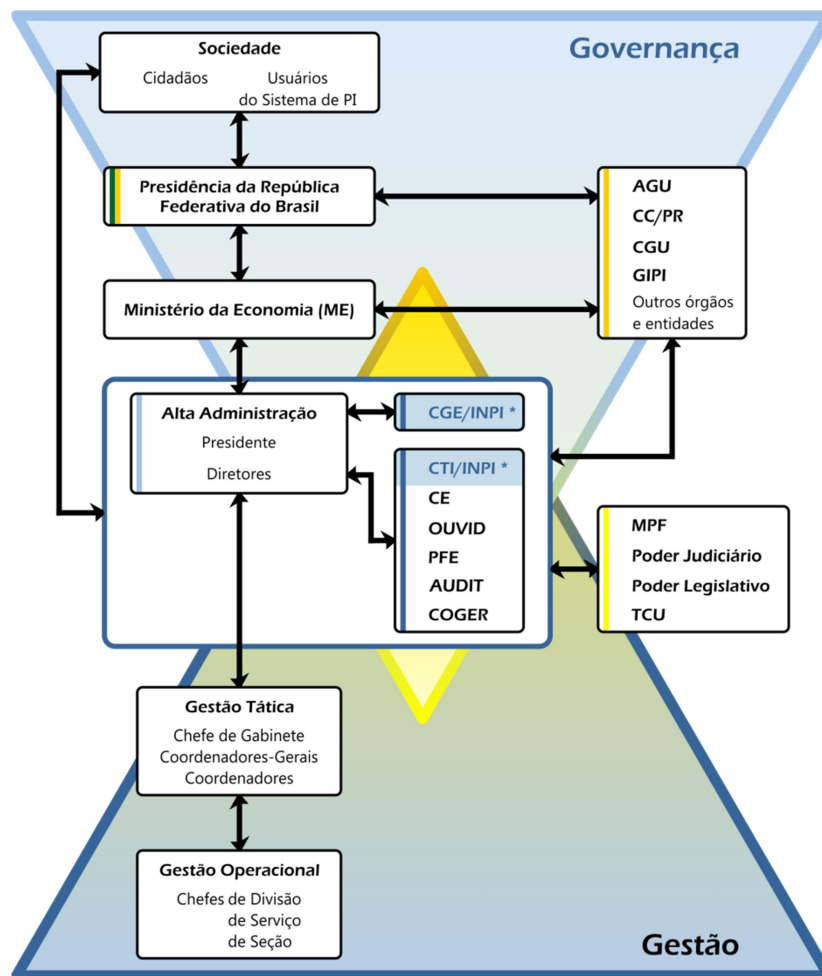 Governança
Sociedade
Cidadãos
Usuários
do Sistema de PI
Presidência da República
Federativa do Brasil
AGU
CC/PR
CGU
GIPI
Outros órgãos
e entidades
Ministério da Economia (ME)
Alta Administração
Presidente
Diretores
CGE/INPI *
CTI/INPI *
CE
OUVID
PFE
AUDIT
COGER
MPF
Poder Judiciário
Poder Legislativo
TCU
Gestão Tática
Chefe de Gabinete
Coordenadores-Gerais
Coordenadores
Gestão Operacional
Chefes de Divisão
de Serviço
de Seção
Gestão